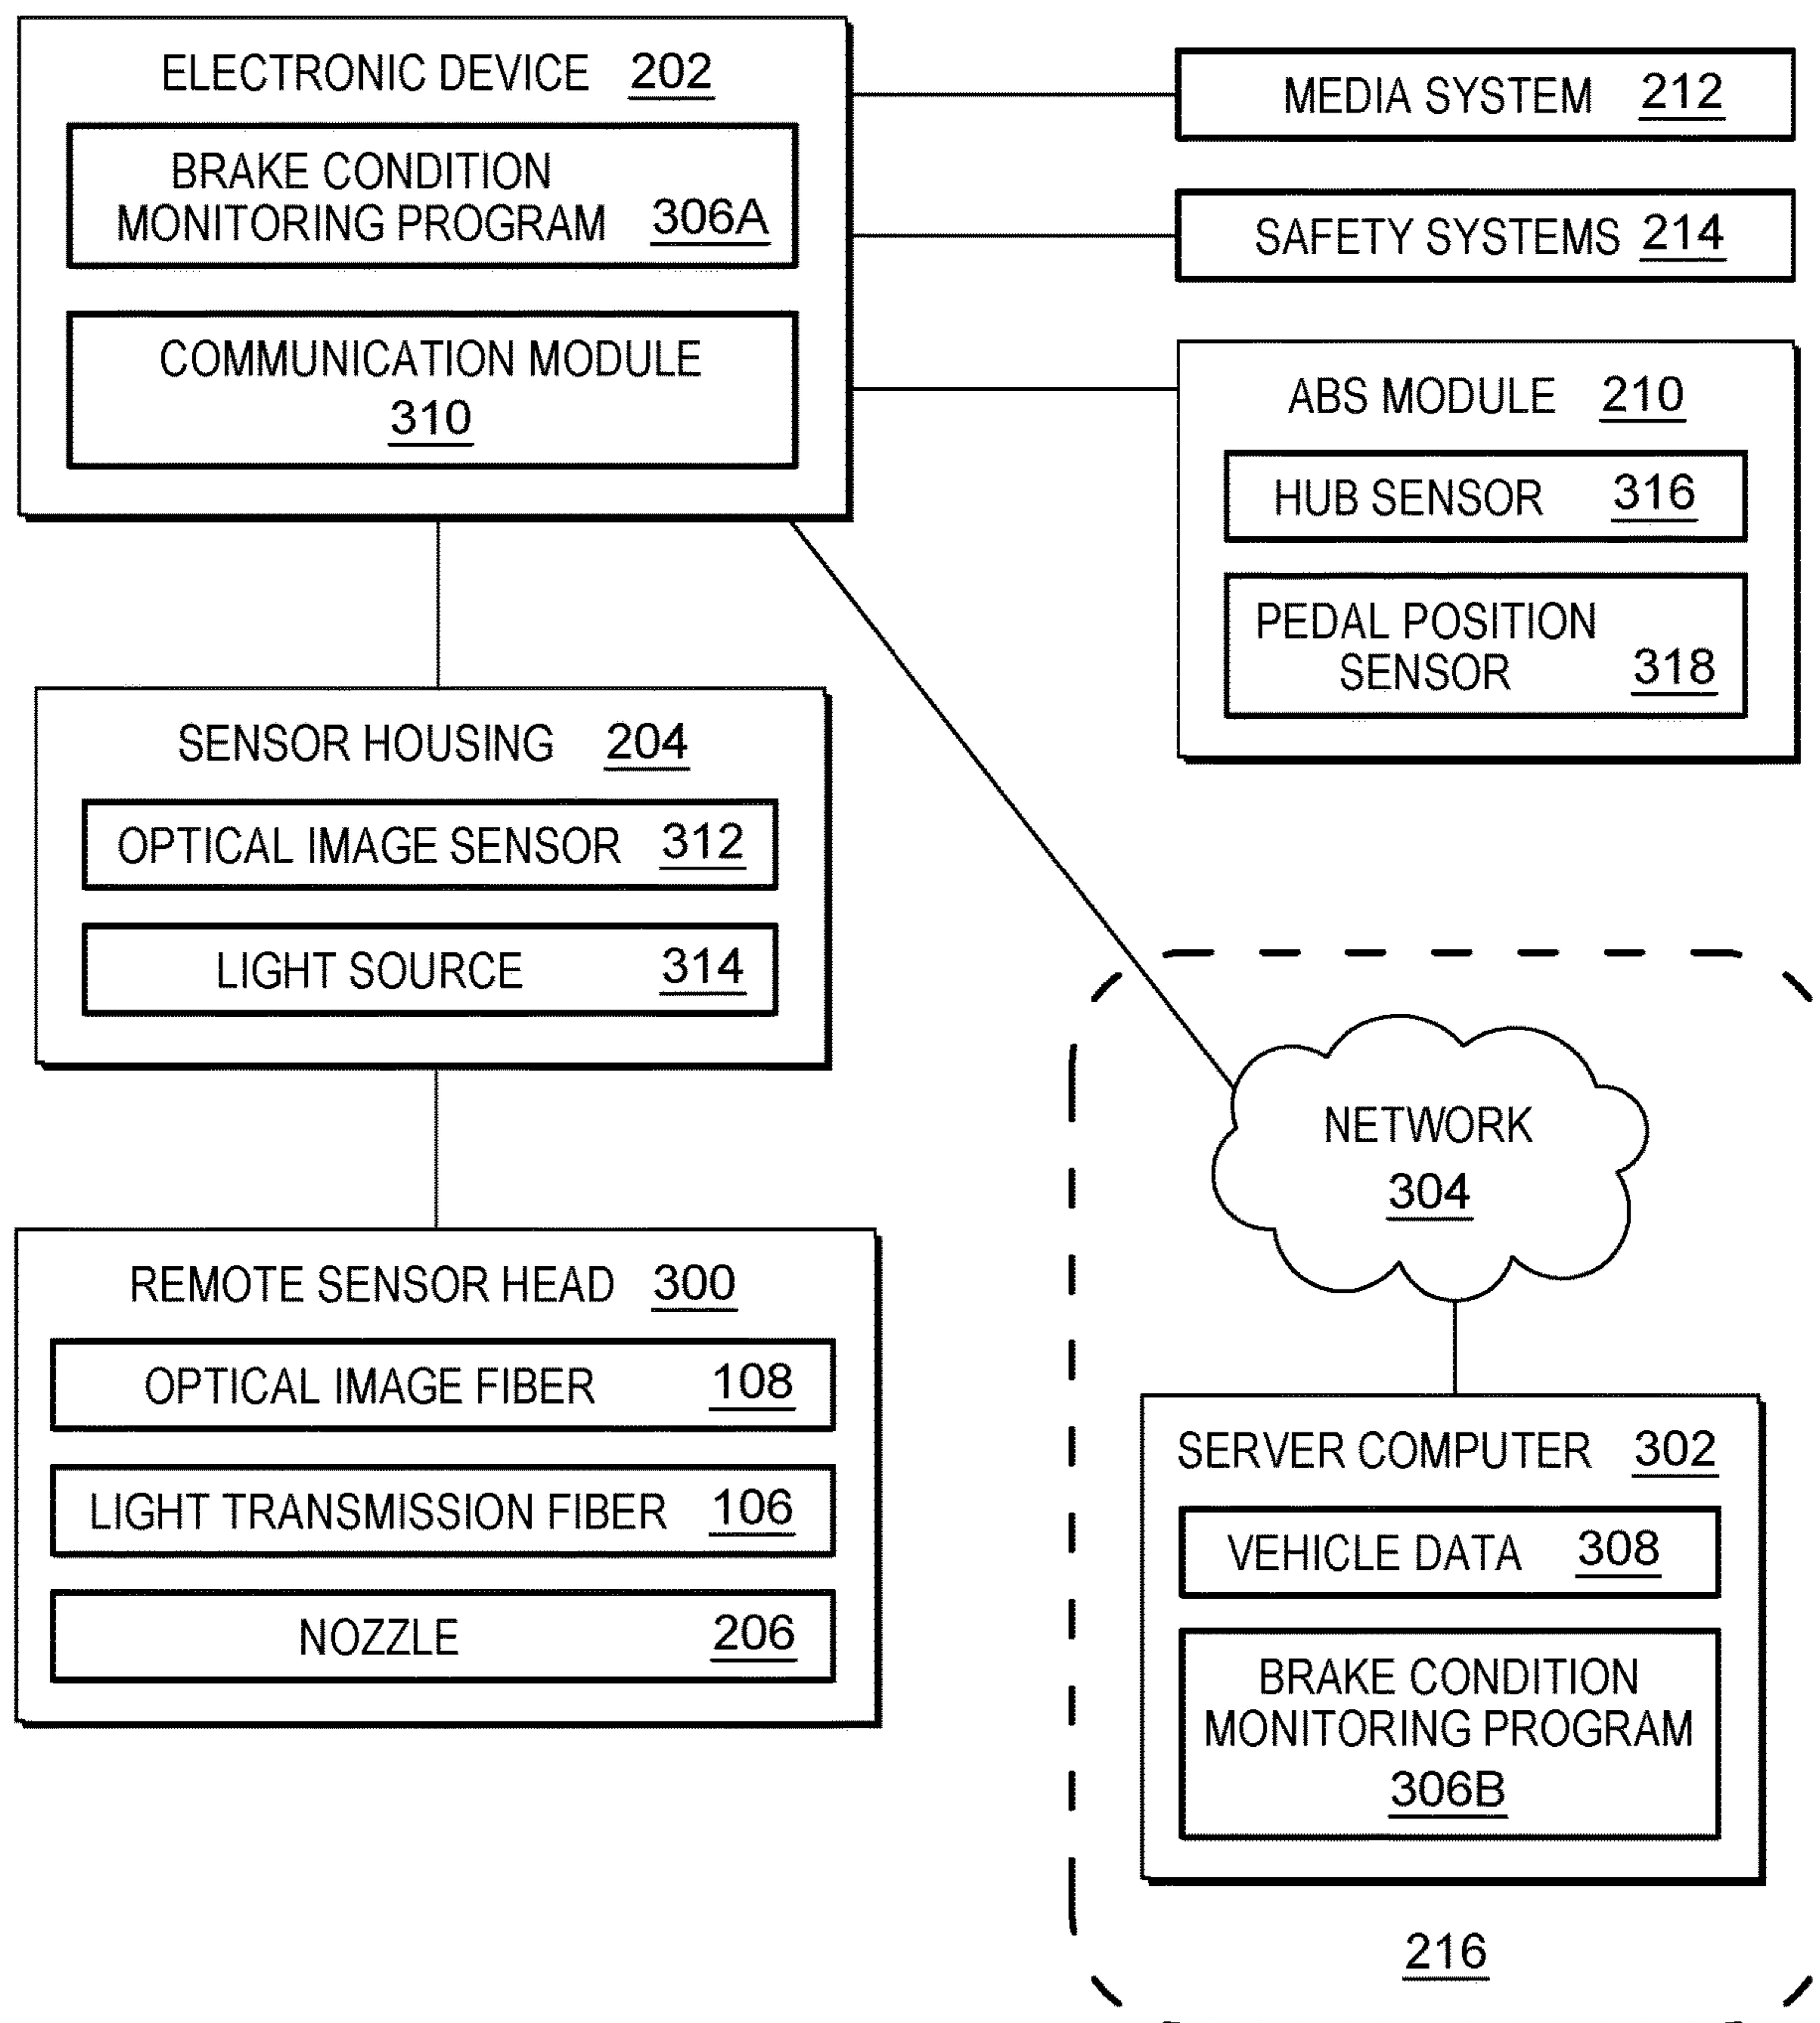 ELECTRONIC DEVICE 202
BRAKE CONDITION
MONITORING PROGRAM 306A
COMMUNICATION MODULE
310
MEDIA SYSTEM 212
SAFETY SYSTEMS 214
ABS MODULE 210
HUB SENSOR 316
PEDAL POSITION
SENSOR 318
SENSOR HOUSING 204
OPTICAL IMAGE SENSOR 312
LIGHT SOURCE 314
REMOTE SENSOR HEAD 300
OPTICAL IMAGE FIBER 108
LIGHT TRANSMISSION FIBER 106
NOZZLE 206
NETWORK
304
SERVER COMPUTER 302
VEHICLE DATA 308
BRAKE CONDITION
MONITORING PROGRAM
306B
216